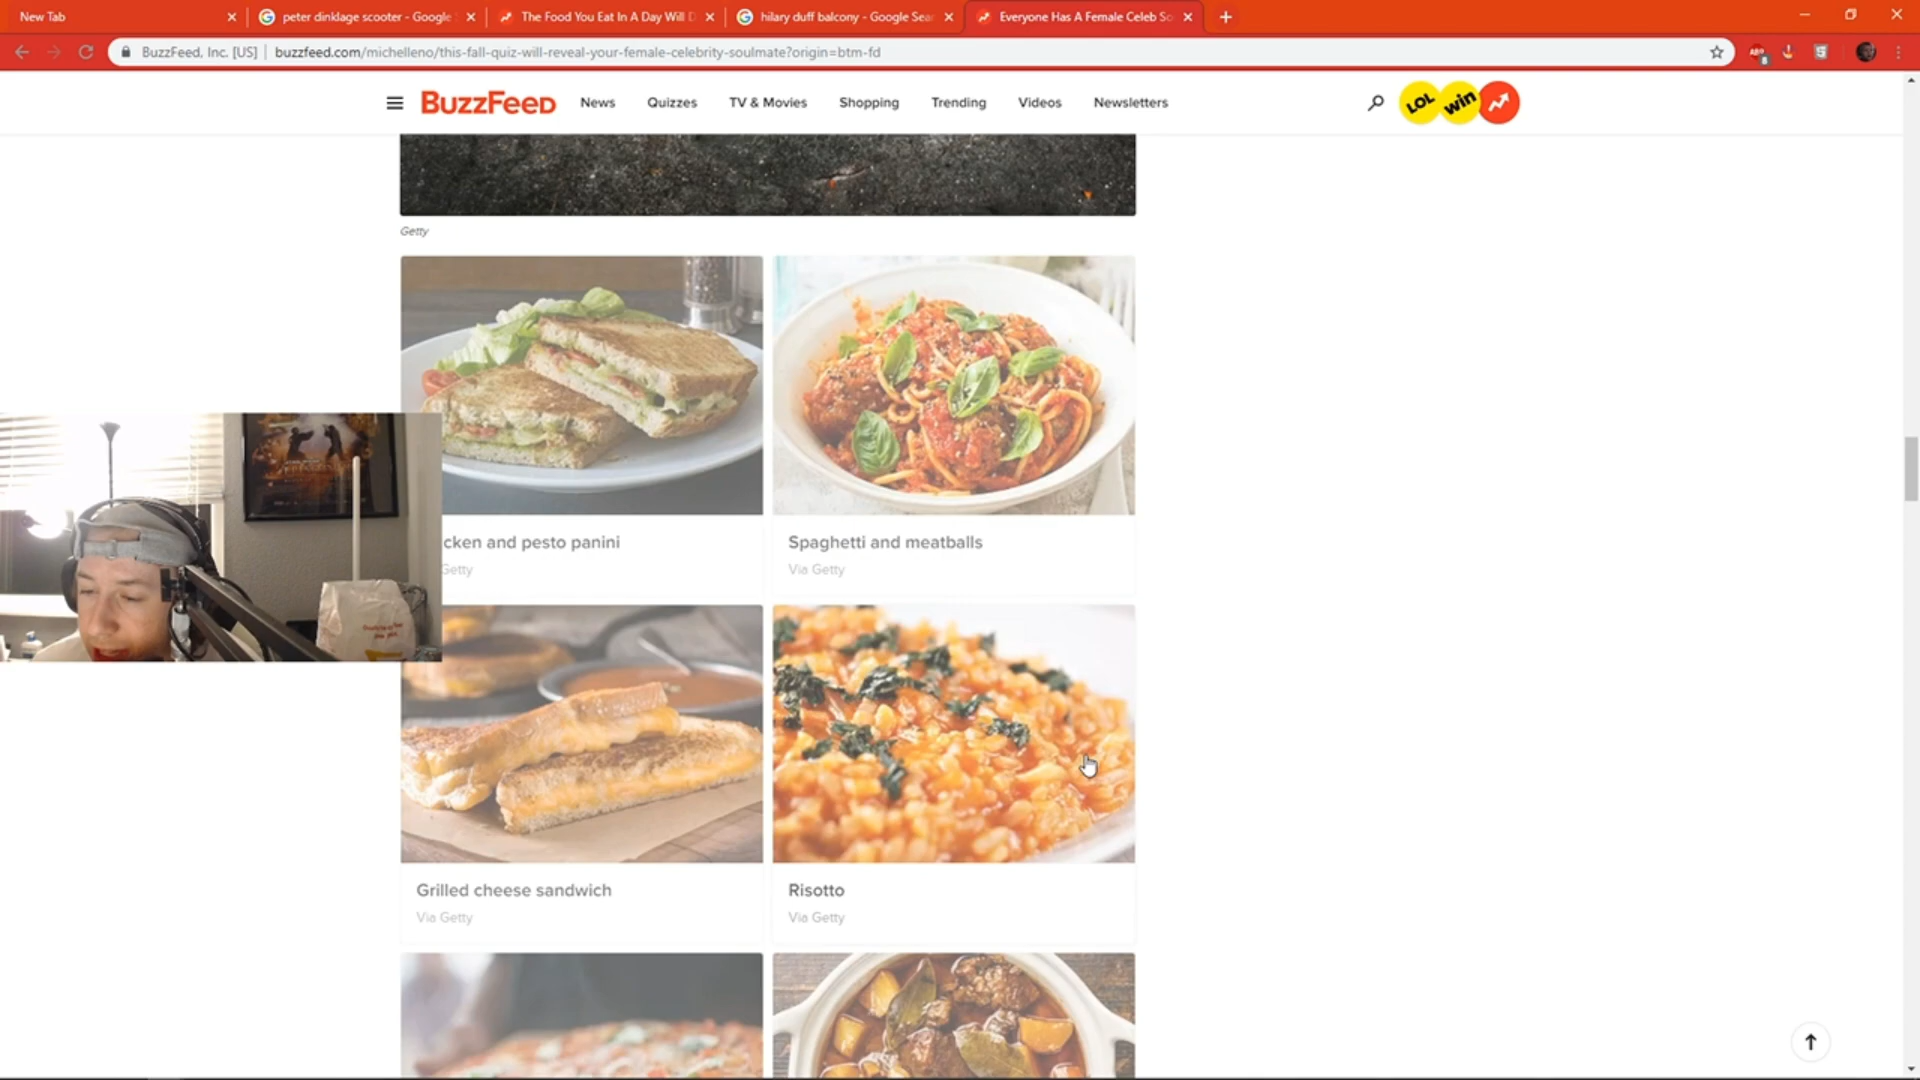 New Tab
peter dinklage scooter - Google
The Food You Eat In A Day Will D
hilary duff balcony - Google Sea
Everyone Has A Female Celeb So
BuzzFeed, Inc. [US] | buzzfeed.com/michelleno/this-fall-quiz-will-reveal-your-female-celebrity-soulmate?origin=btm-fd
BuzzFeed
News
Quizzes
TV & Movies
Shopping
Trending
Videos
Newsletters
LOL
win
Getty
cken and pesto panini
Getty
Spaghetti and meatballs
Via Getty
Grilled cheese sandwich
Via Getty
Risotto
Via Getty